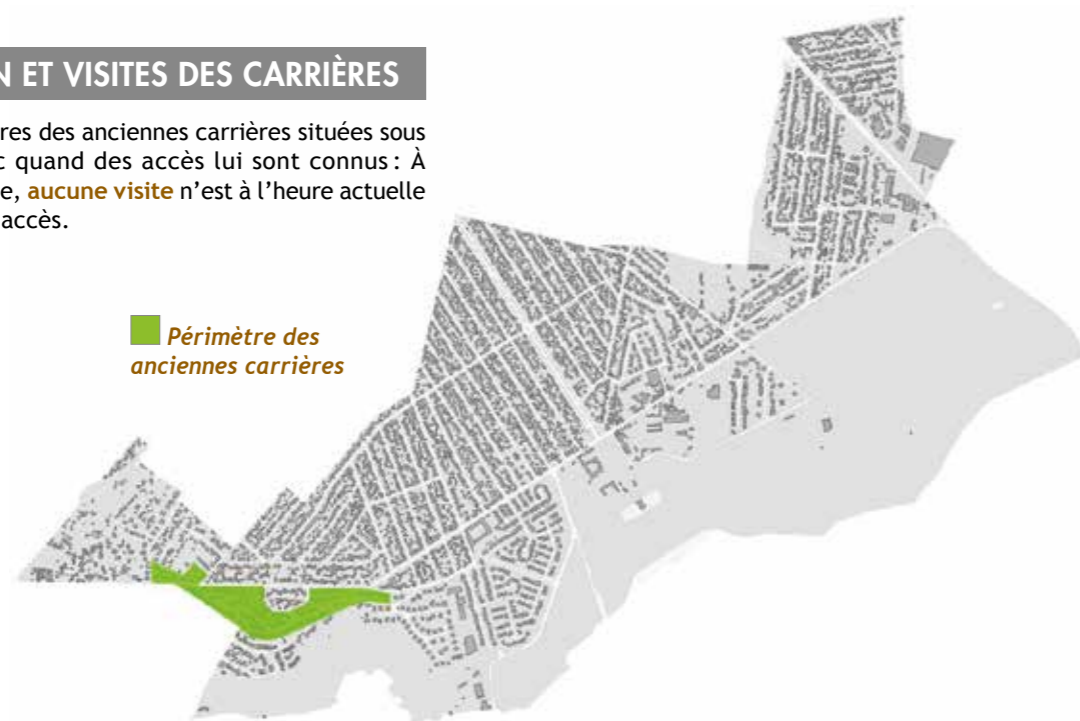 N ET VISITES DES CARRIÈRES
res des anciennes carrières situées sous
c quand des accès lui sont connus : À
e, aucune visite n’est à l’heure actuelle
accès.
Périmètre des
anciennes carrières